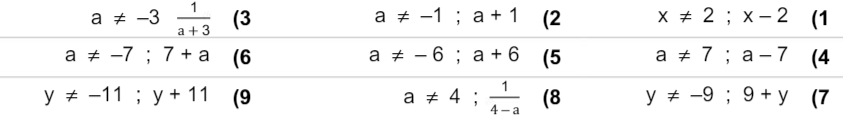 (1 x ≠ 2 ; x – 2 (2 a ≠ –1 ; a + 1 (3 a ≠ –3 1/(a + 3)
(4 a ≠ 7 ; a – 7 (5 a ≠ – 6 ; a + 6 (6 a ≠ –7 ; 7 + a
(7 y ≠ –9 ; 9 + y (8 a ≠ 4 ; 1/(4 – a) (9 y ≠ –11 ; y + 11